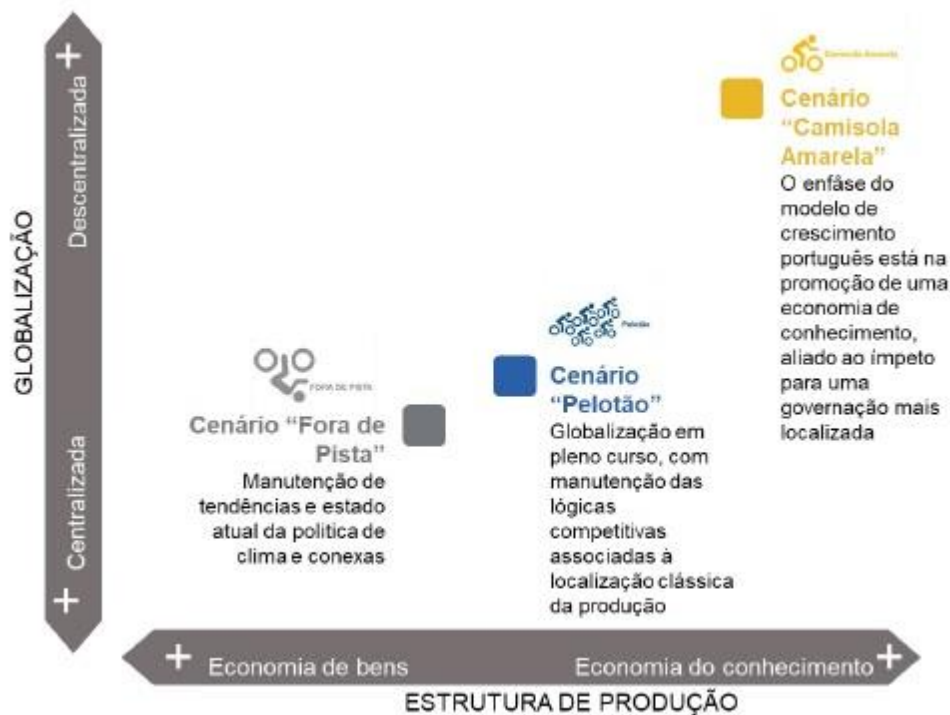 GLOBALIZAÇÃO
+
Descentralizada
Centralizada
+
Camisola Amarela
Cenário
“Camisola
Amarela”
O enfâse do
modelo de
crescimento
português está na
promoção de uma
economia de
conhecimento,
aliado ao ímpeto
para uma
governação mais
localizada
Pelotão
Cenário
“Pelotão”
Globalização em
pleno curso, com
manutenção das
lógicas
competitivas
associadas à
localização clássica
da produção
FORA DE PISTA
Cenário “Fora de
Pista”
Manutenção de
tendências e estado
atual da politica de
clima e conexas
+ Economia de bens
Economia do conhecimento +
ESTRUTURA DE PRODUÇÃO